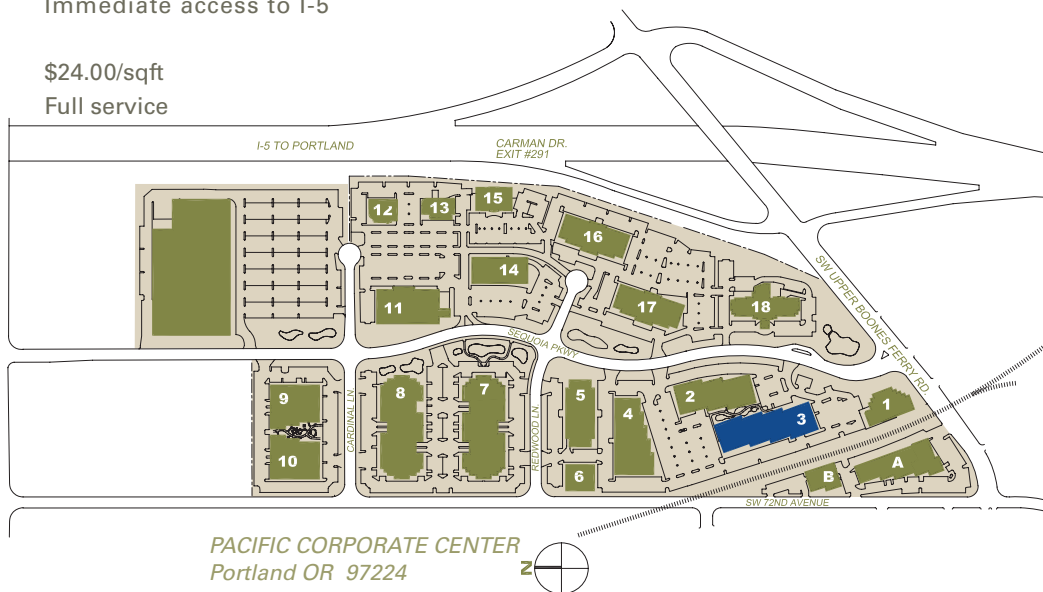 Immediate access to I-5
$24.00/sqft
Full service
I-5 TO PORTLAND
CARMAN DR.
EXIT #291
12
13
15
16
14
11
17
18
SW UPPER BOONES FERRY RD.
SEQUOIA PKWY
9
10
CARDINAL LN.
8
7
REDWOOD LN.
5
6
4
2
3
1
A
B
SW 72ND AVENUE
PACIFIC CORPORATE CENTER
Portland OR 97224
N